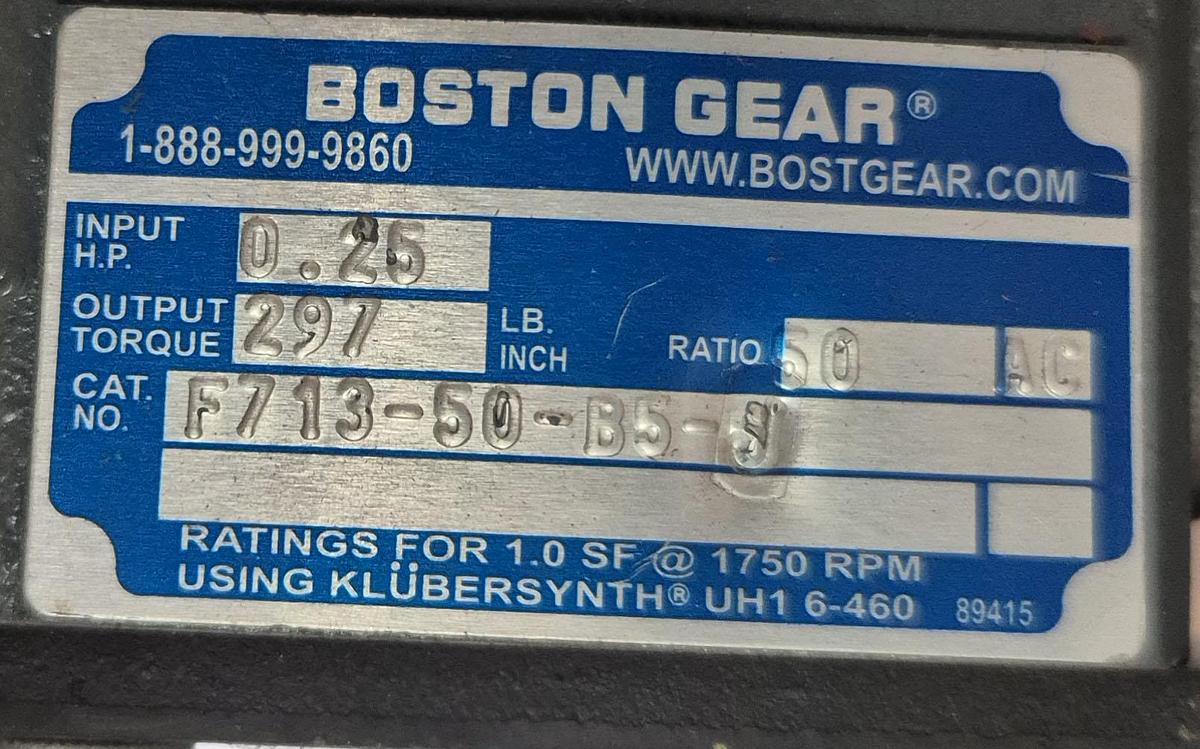 BOSTON GEAR®
1-888-999-9860 WWW.BOSTGEAR.COM
INPUT H.P. 0.25
OUTPUT TORQUE 297 LB. INCH RATIO 50 AC
CAT. NO. F713-50-B5-
RATINGS FOR 1.0 SF @ 1750 RPM
USING KLÜBERSYNTH® UH1 6-460 89415